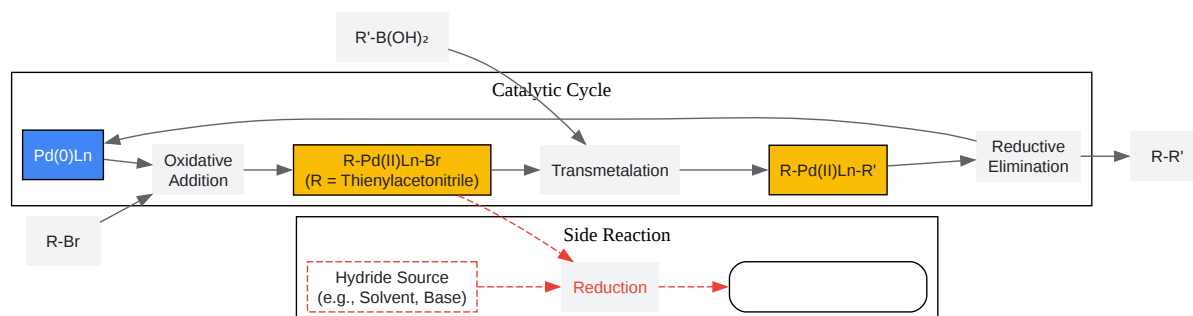 R'-B(OH)₂
Catalytic Cycle
Pd(0)Ln
Oxidative
Addition
R-Pd(II)Ln-Br
(R = Thienylacetonitrile)
Transmetalation
R-Pd(II)Ln-R'
Reductive
Elimination
R-R'
R-Br
Side Reaction
Hydride Source
(e.g., Solvent, Base)
Reduction